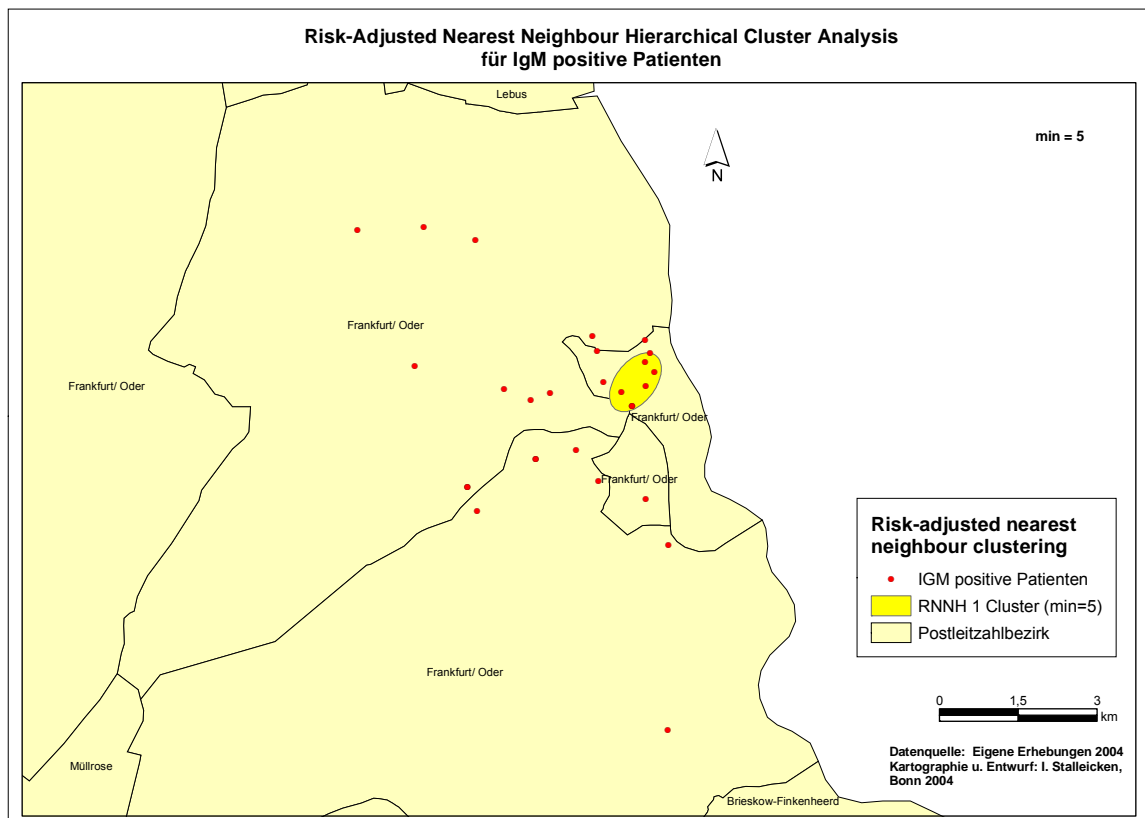 Risk-Adjusted Nearest Neighbour Hierarchical Cluster Analysis
für IgM positive Patienten
Lebus
min = 5
N
Frankfurt/ Oder
Frankfurt/ Oder
Frankfurt/ Oder
Frankfurt/ Oder
Frankfurt/ Oder
Müllrose
Brieskow-Finkenheerd
Risk-adjusted nearest
neighbour clustering
IGM positive Patienten
RNNH 1 Cluster (min=5)
Postleitzahlbezirk
0 1,5 3
km
Datenquelle: Eigene Erhebungen 2004
Kartographie u. Entwurf: I. Stalleicken,
Bonn 2004